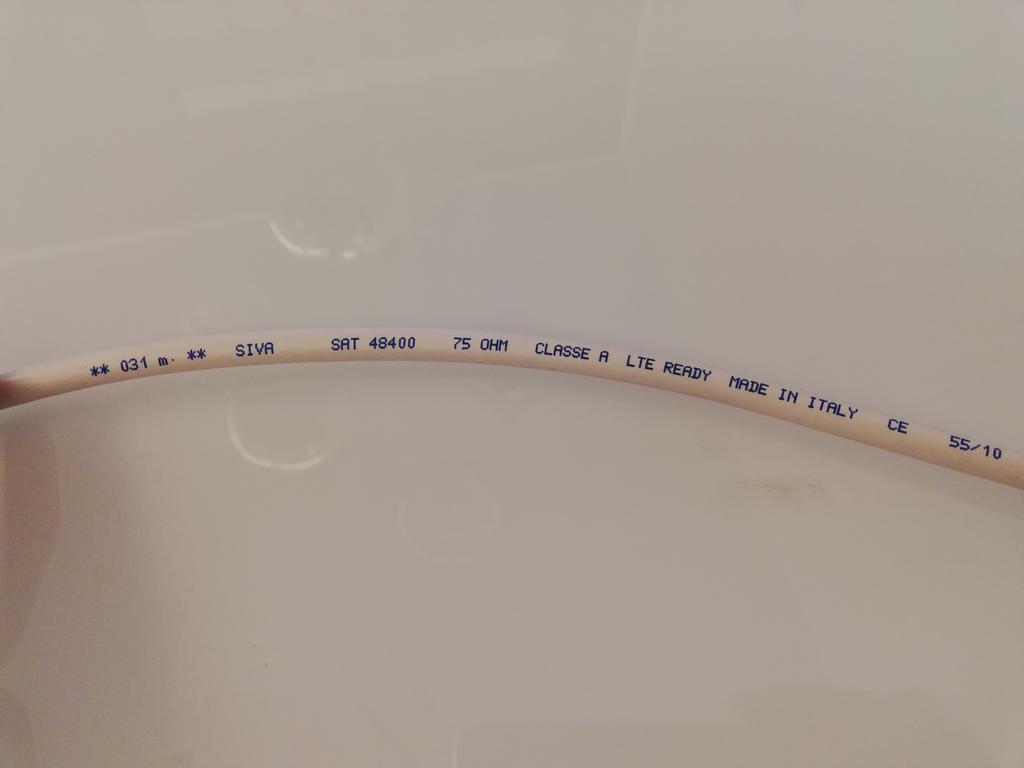 ** 031 m. ** SIVA SAT 48400 75 OHM CLASSE A LTE READY MADE IN ITALY CE 55/10